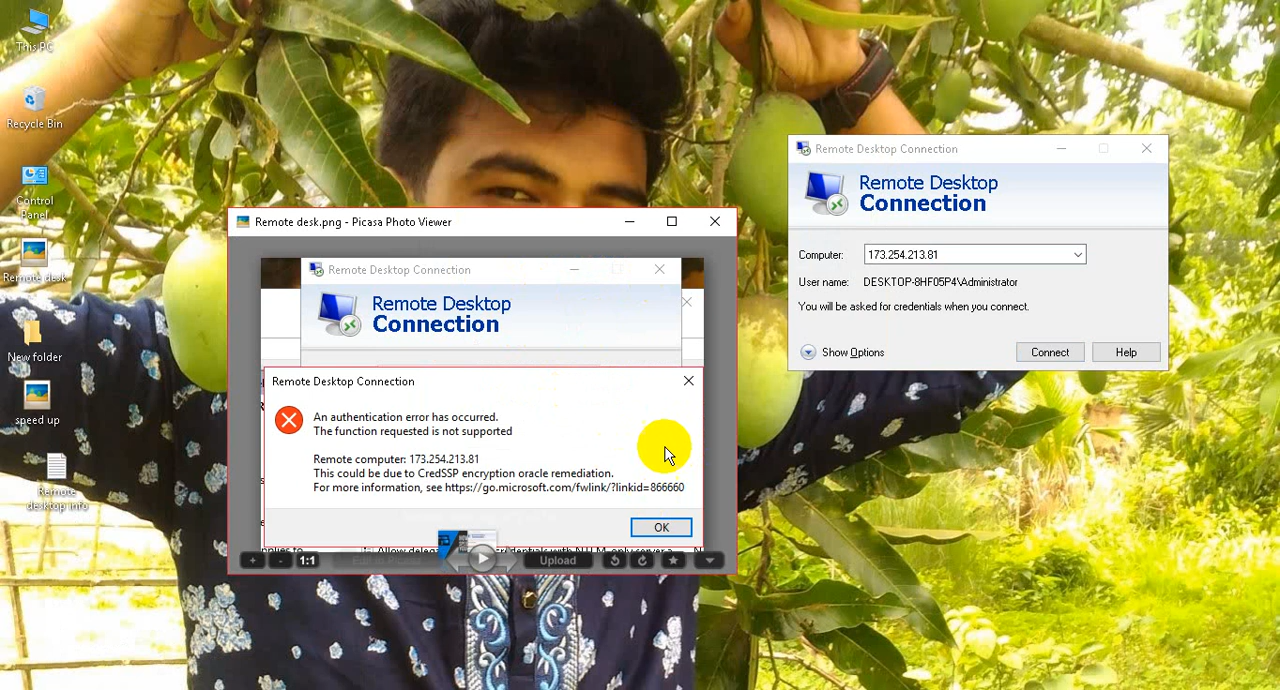 This PC
Recycle Bin
Control
Panel
Remote desk
New folder
speed up
Remote
desktop info
Remote desk.png - Picasa Photo Viewer
Remote Desktop Connection
Remote Desktop
Connection
Remote Desktop Connection
An authentication error has occurred.
The function requested is not supported
Remote computer: 173.254.213.81
This could be due to CredSSP encryption oracle remediation.
For more information, see https://go.microsoft.com/fwlink/?linkid=866660
OK
1:1
Edit in Picasa
Upload
Remote Desktop Connection
Remote Desktop
Connection
Computer:
173.254.213.81
User name:
DESKTOP-8HF05P4\Administrator
You will be asked for credentials when you connect.
Show Options
Connect
Help